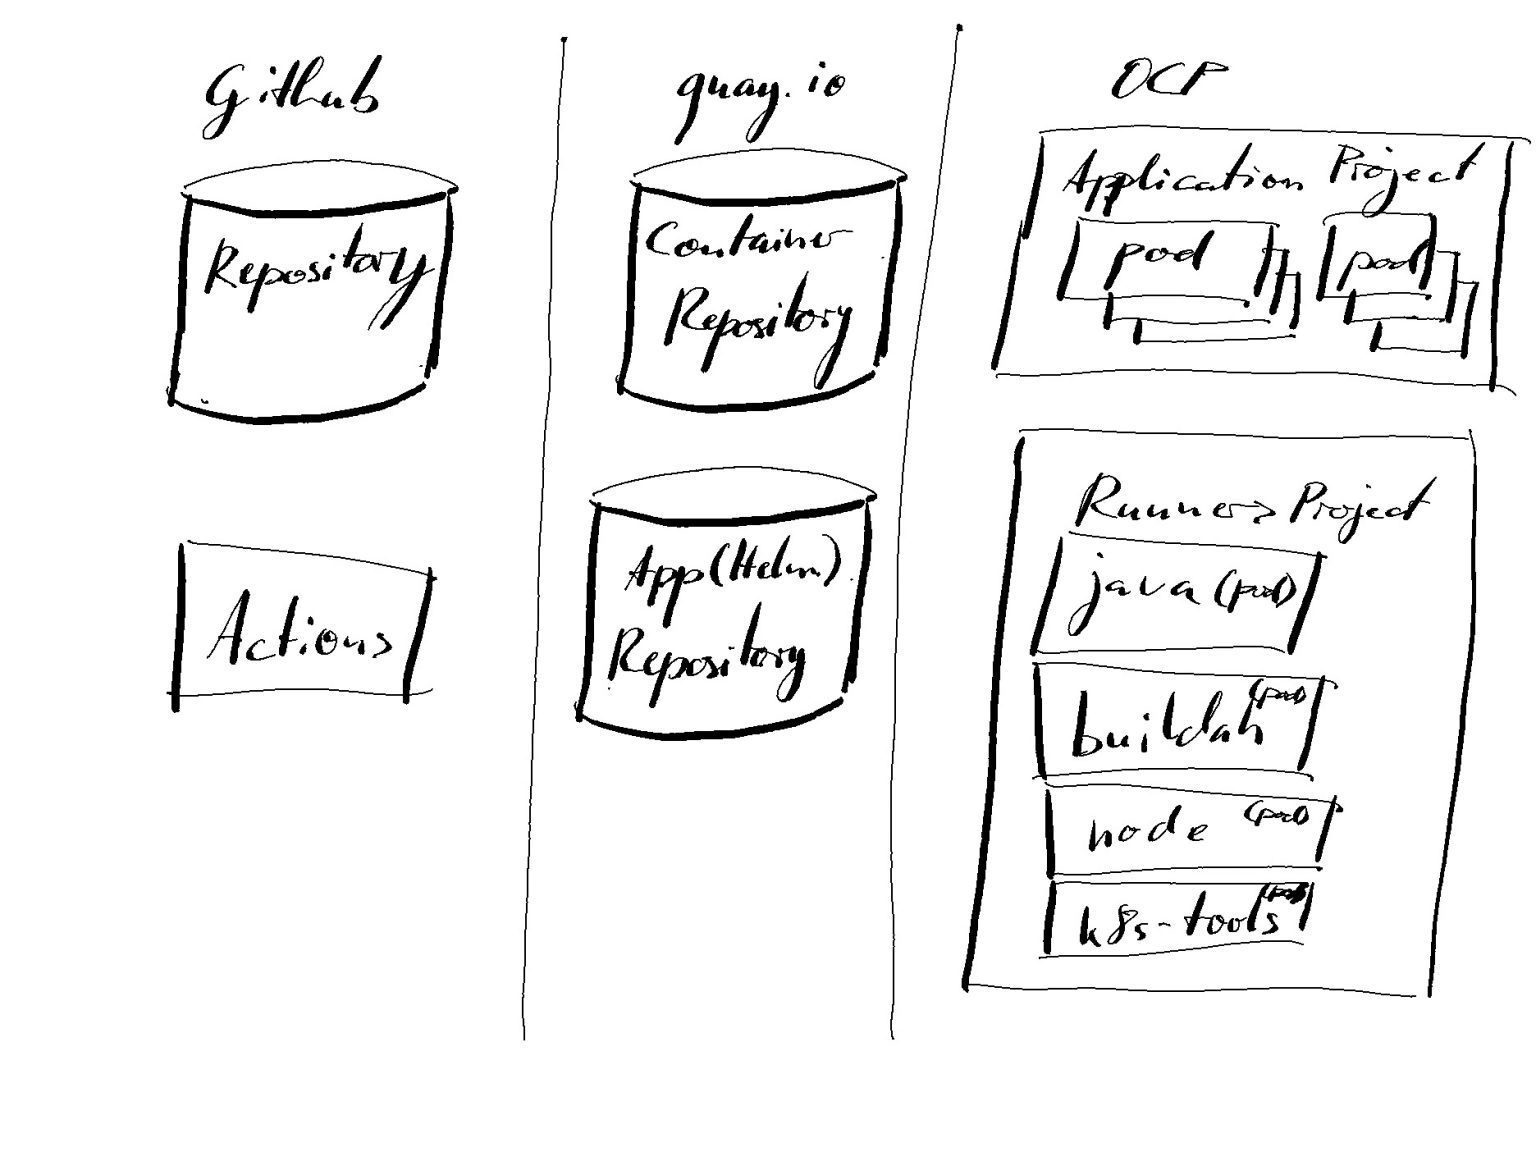 Github
Repository
Actions
quay.io
Container
Repository
App (Helm)
Repository
OCP
Application Project
pod
pod
Runners Project
java (pod)
buildah (pod)
node (pod)
k8s-tools (pod)